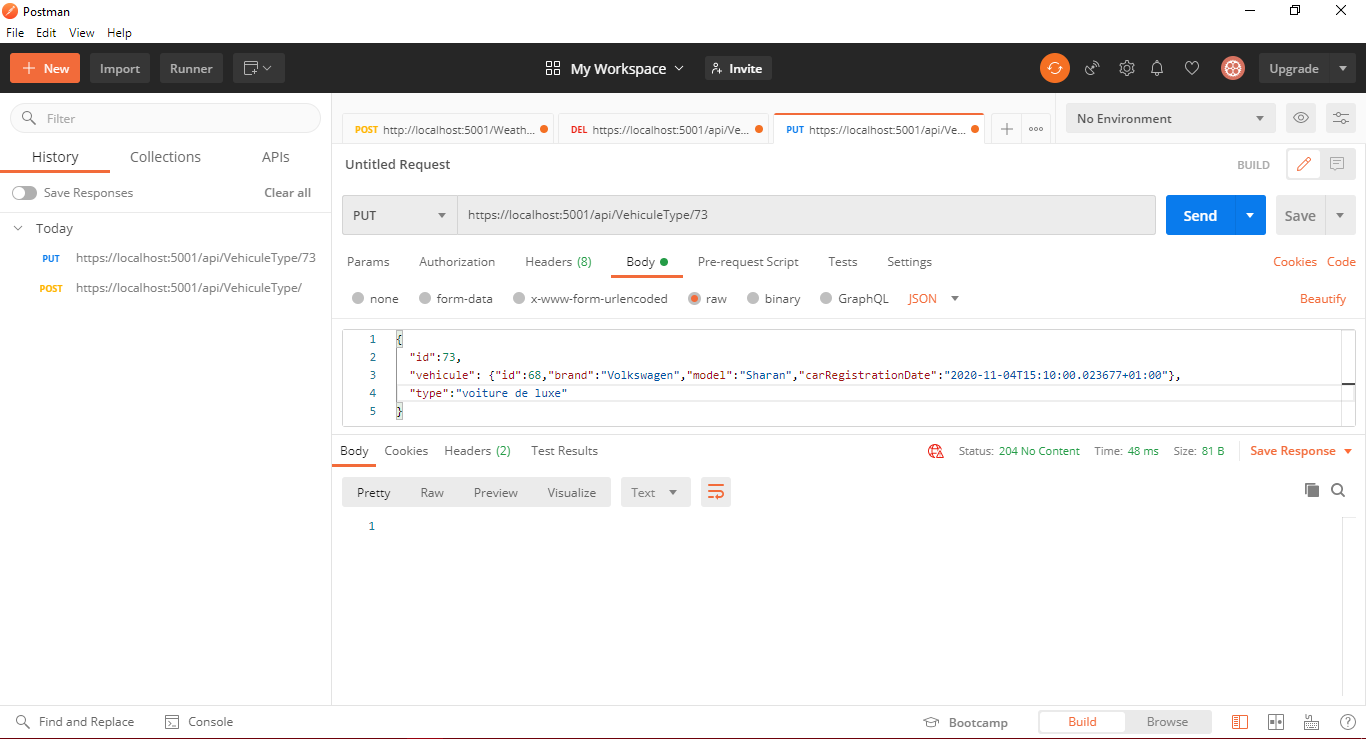 Postman
File Edit View Help
New Import Runner My Workspace Invite Upgrade
Filter
History Collections APIs
Save Responses Clear all
Today
PUT https://localhost:5001/api/VehiculeType/73
POST https://localhost:5001/api/VehiculeType/
POST http://localhost:5001/Weath... DEL https://localhost:5001/api/Ve... PUT https://localhost:5001/api/Ve... No Environment
Untitled Request BUILD
PUT https://localhost:5001/api/VehiculeType/73 Send Save
Params Authorization Headers (8) Body Pre-request Script Tests Settings Cookies Code
none form-data x-www-form-urlencoded raw binary GraphQL JSON Beautify
1 {
2 "id":73,
3 "vehicule": {"id":68,"brand":"Volkswagen","model":"Sharan","carRegistrationDate":"2020-11-04T15:10:00.023677+01:00"},
4 "type":"voiture de luxe"
5 }
Body Cookies Headers (2) Test Results Status: 204 No Content Time: 48 ms Size: 81 B Save Response
Pretty Raw Preview Visualize Text
1
Find and Replace Console Bootcamp Build Browse